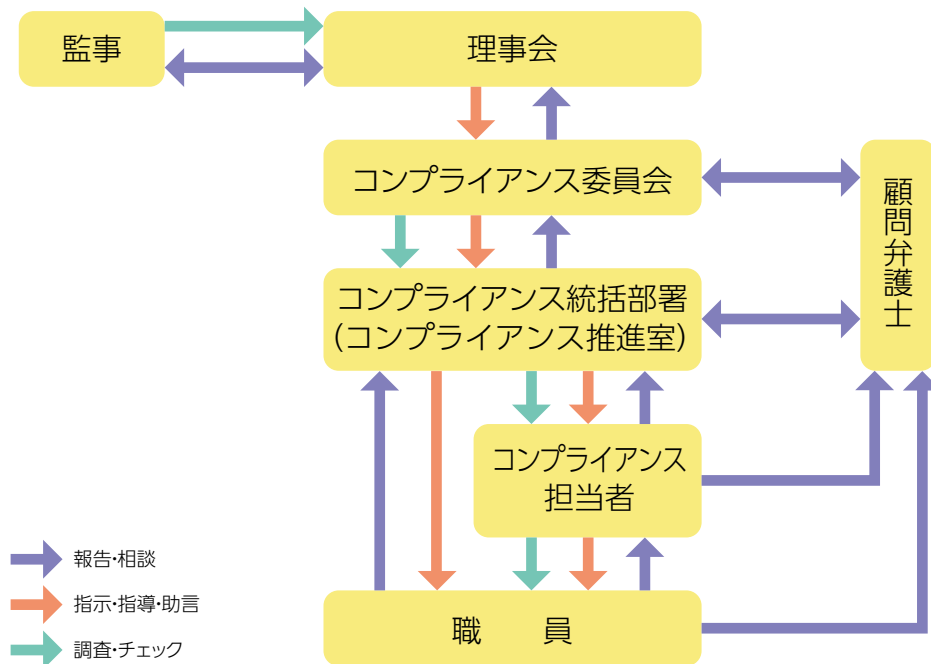 監事
理事会
コンプライアンス委員会
顧問弁護士
コンプライアンス統括部署
(コンプライアンス推進室)
コンプライアンス
担当者
職　員
報告・相談
指示・指導・助言
調査・チェック